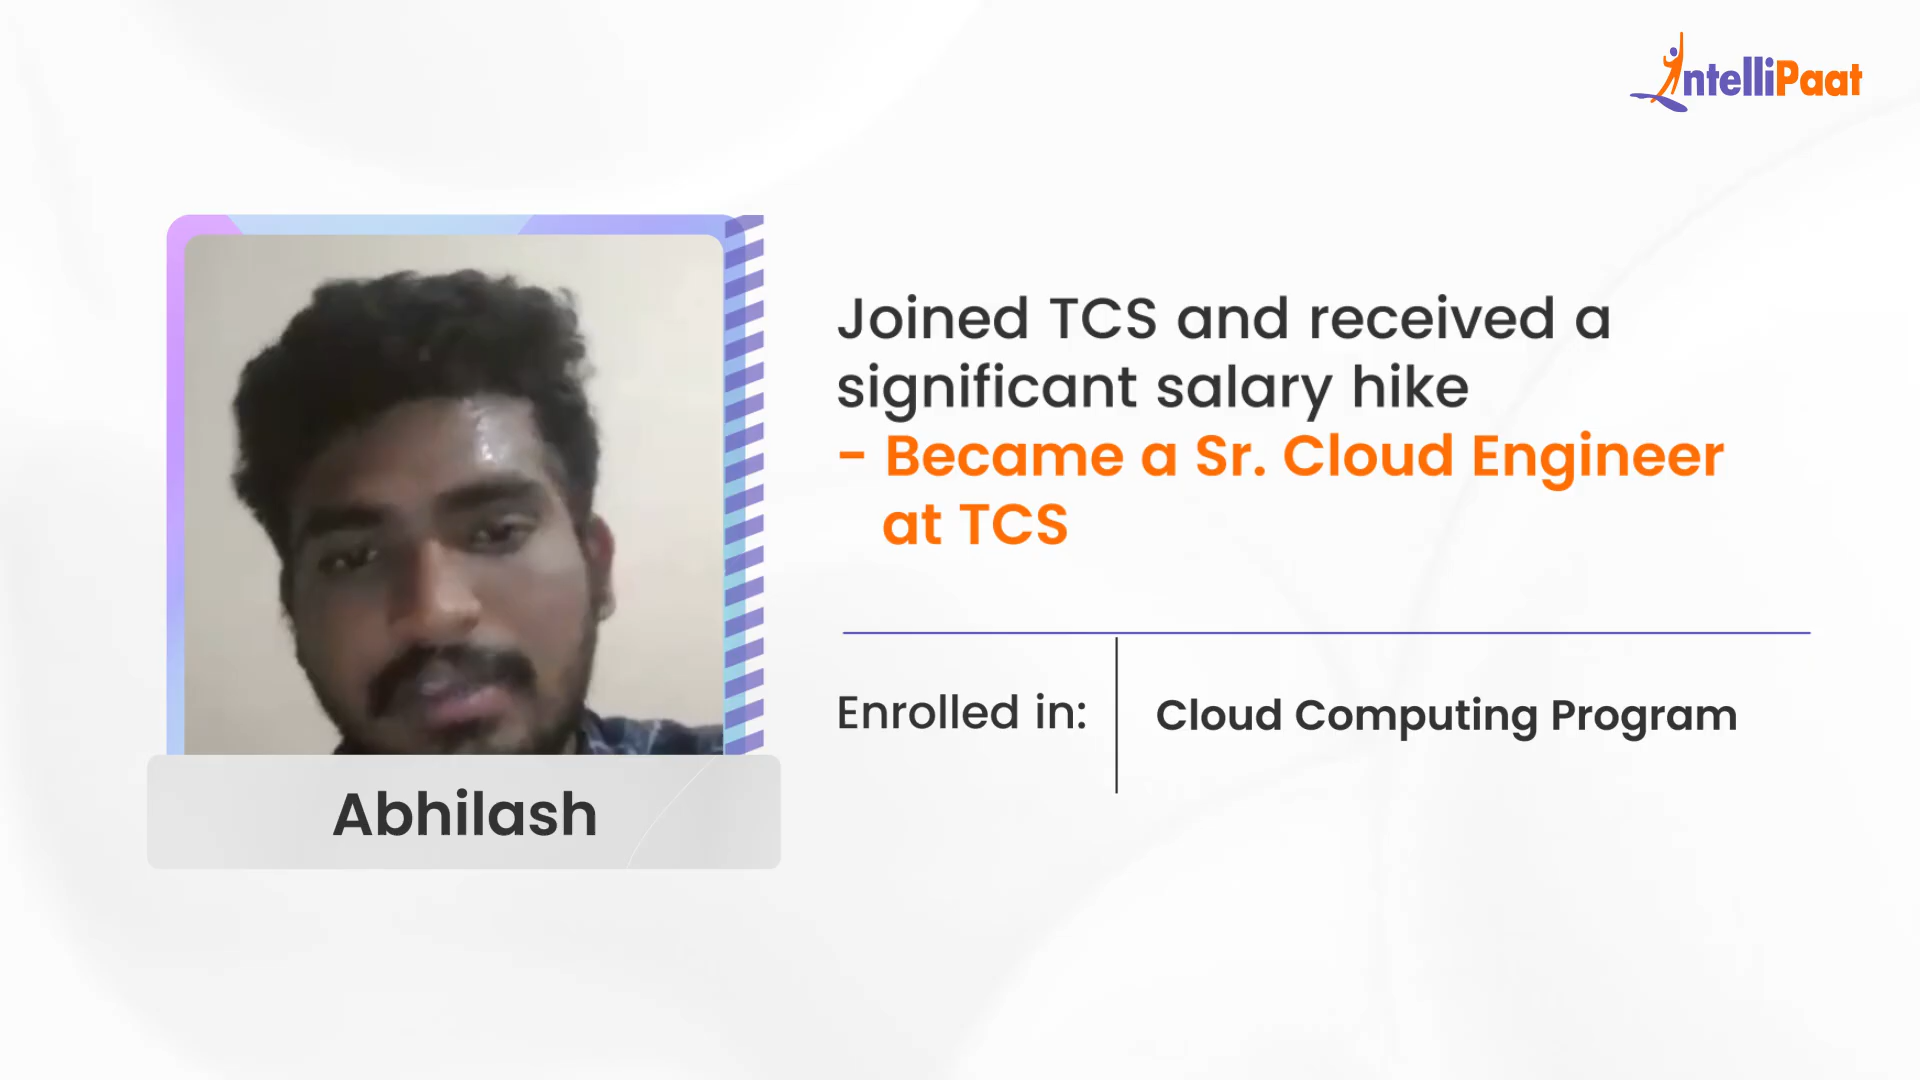 IntelliPaat
Joined TCS and received a
significant salary hike
- Became a Sr. Cloud Engineer
at TCS
Enrolled in:
Cloud Computing Program
Abhilash